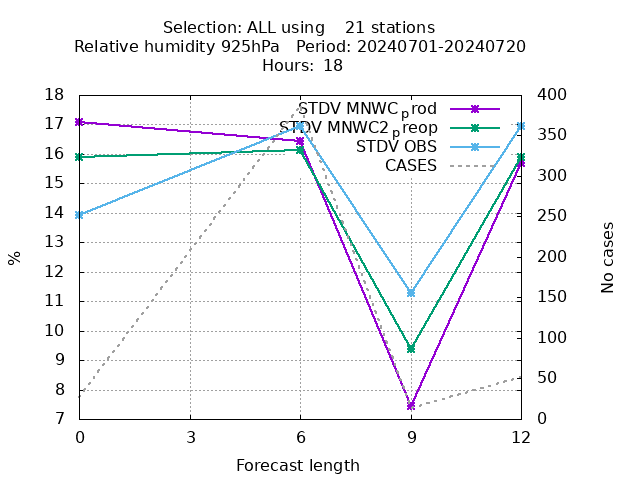 Selection: ALL using    21 stations
Relative humidity 925hPa   Period: 20240701-20240720
Hours: 18
STDV MNWC_prod
STDV MNWC2_preop
STDV OBS
CASES
18
17
16
15
14
13
12
11
10
9
8
7
400
350
300
250
200
150
100
50
0
%
No cases
0 3 6 9 12
Forecast length